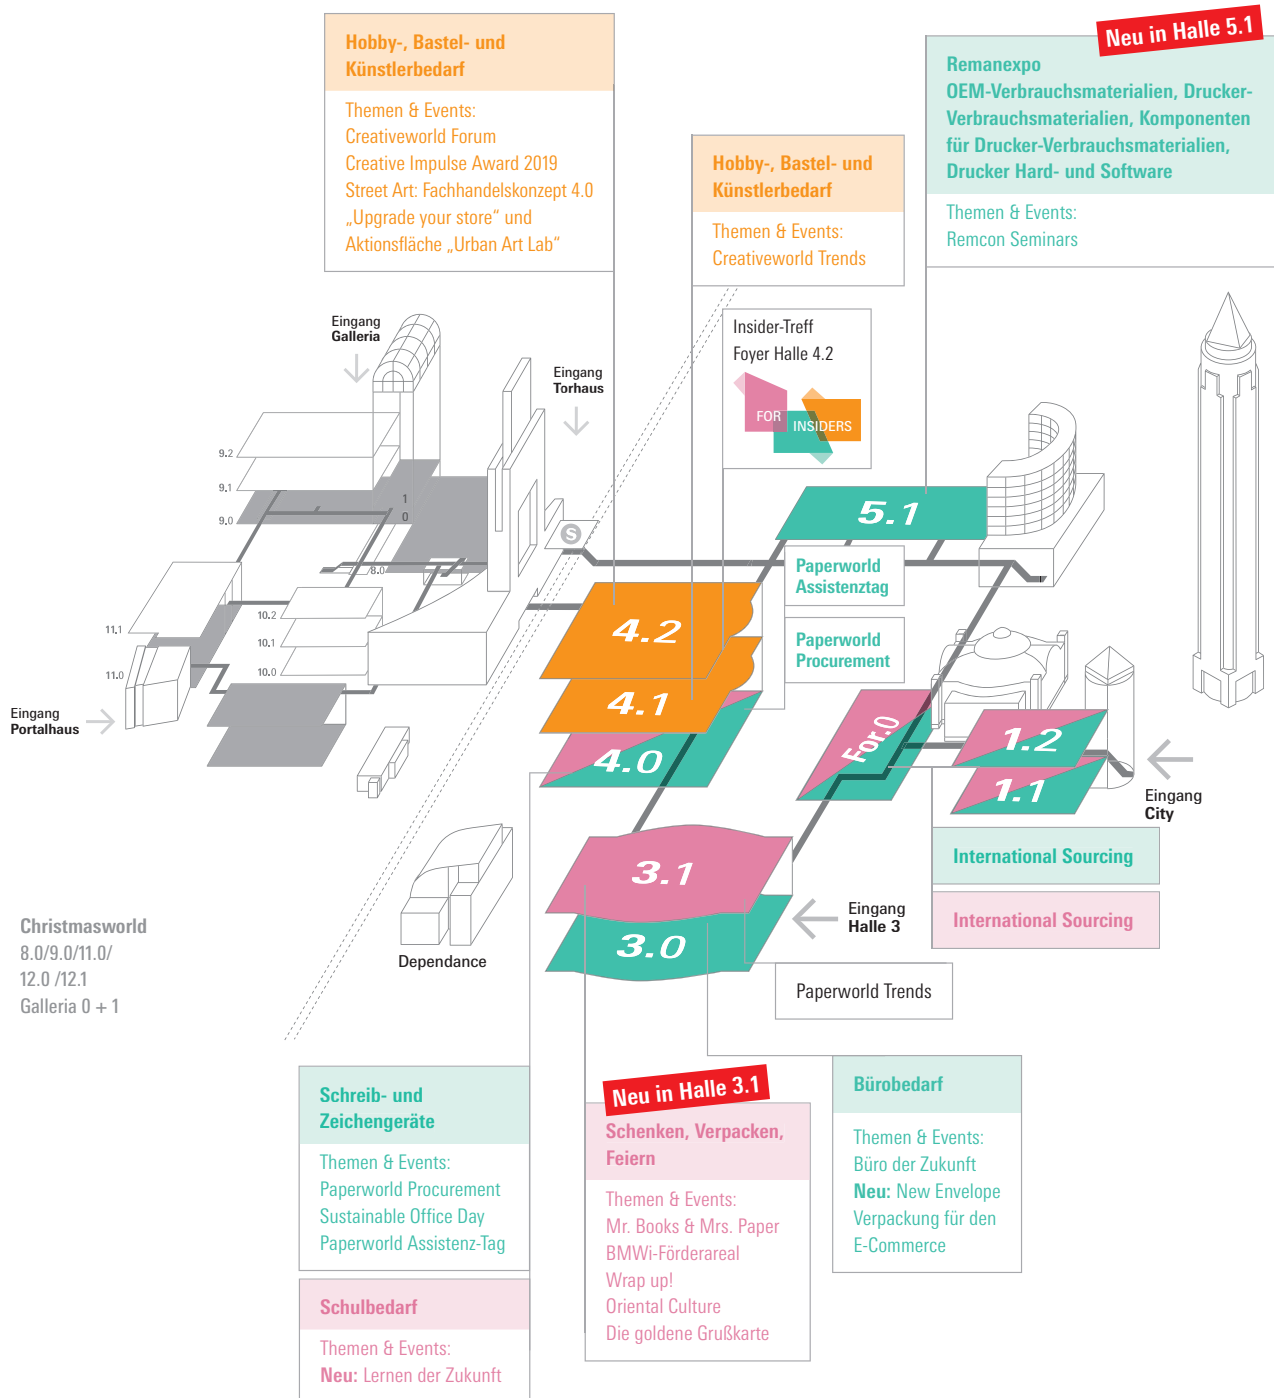 Hobby-, Bastel- und
Künstlerbedarf
Themen & Events:
Creativeworld Forum
Creative Impulse Award 2019
Street Art: Fachhandelskonzept 4.0
„Upgrade your store“ und
Aktionsfläche „Urban Art Lab“
Hobby-, Bastel- und
Künstlerbedarf
Themen & Events:
Creativeworld Trends
Neu in Halle 5.1
Remanexpo
OEM-Verbrauchsmaterialien, Drucker-
Verbrauchsmaterialien, Komponenten
für Drucker-Verbrauchsmaterialien,
Drucker Hard- und Software
Themen & Events:
Remcon Seminars
Insider-Treff
Foyer Halle 4.2
FOR
INSIDERS
Eingang
Galleria
Eingang
Torhaus
9.2
9.1
9.0
1
0
8.0
S
11.1
11.0
10.2
10.1
10.0
Eingang
Portalhaus
5.1
Paperworld
Assistenztag
Paperworld
Procurement
4.2
4.1
4.0
For.0
1.2
1.1
Eingang
City
International Sourcing
International Sourcing
3.1
3.0
Eingang
Halle 3
Dependance
Paperworld Trends
Christmasworld
8.0/9.0/11.0/
12.0 /12.1
Galleria 0 + 1
Schreib- und
Zeichengeräte
Themen & Events:
Paperworld Procurement
Sustainable Office Day
Paperworld Assistenz-Tag
Schulbedarf
Themen & Events:
Neu: Lernen der Zukunft
Neu in Halle 3.1
Schenken, Verpacken,
Feiern
Themen & Events:
Mr. Books & Mrs. Paper
BMWi-Förderareal
Wrap up!
Oriental Culture
Die goldene Grußkarte
Bürobedarf
Themen & Events:
Büro der Zukunft
Neu: New Envelope
Verpackung für den
E-Commerce